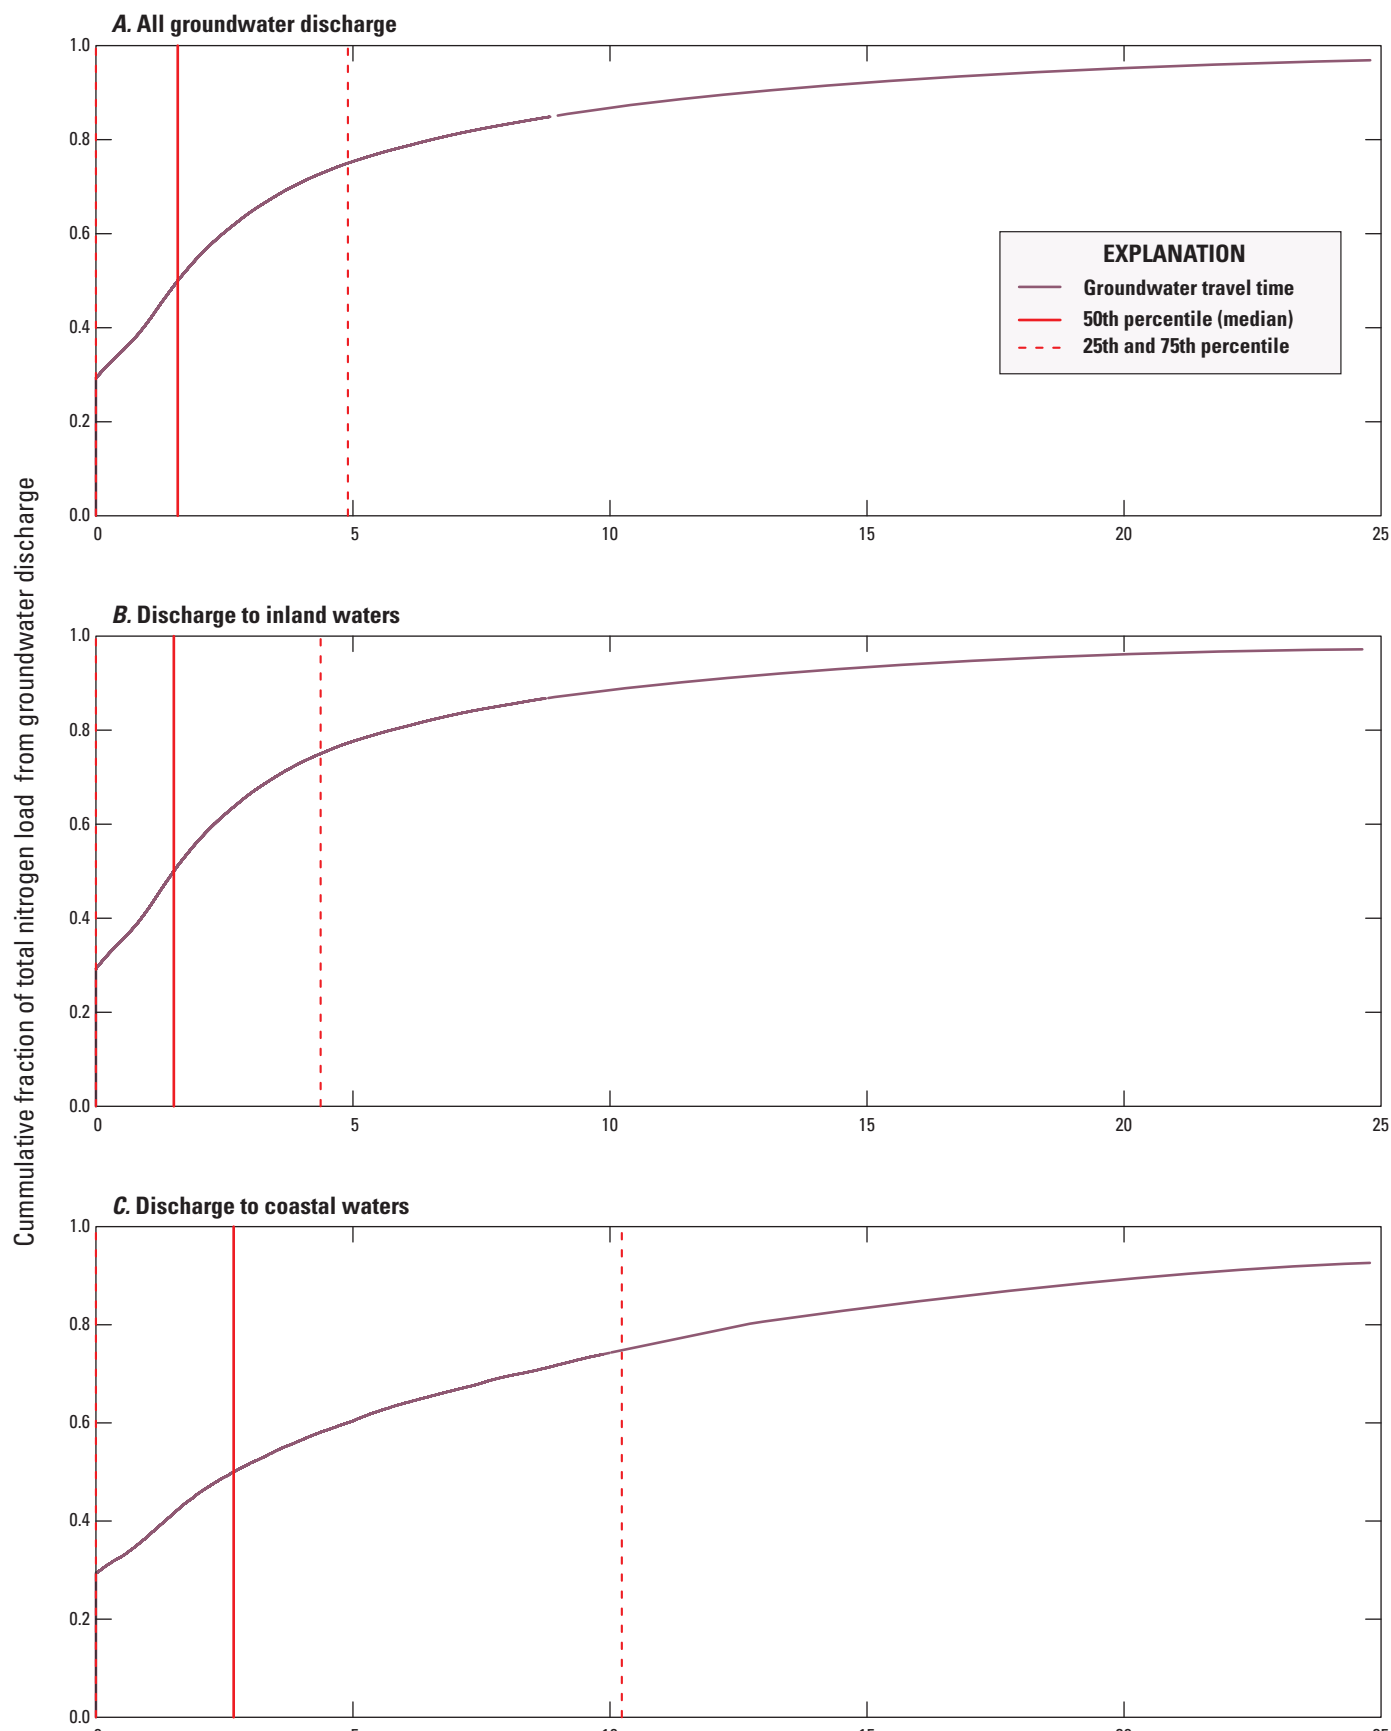 A. All groundwater discharge
1.0
0.8
0.6
0.4
0.2
0.0
0 5 10 15 20 25
EXPLANATION
Groundwater travel time
50th percentile (median)
25th and 75th percentile
Cummulative fraction of total nitrogen load from groundwater discharge
B. Discharge to inland waters
1.0
0.8
0.6
0.4
0.2
0.0
0 5 10 15 20 25
C. Discharge to coastal waters
1.0
0.8
0.6
0.4
0.2
0.0